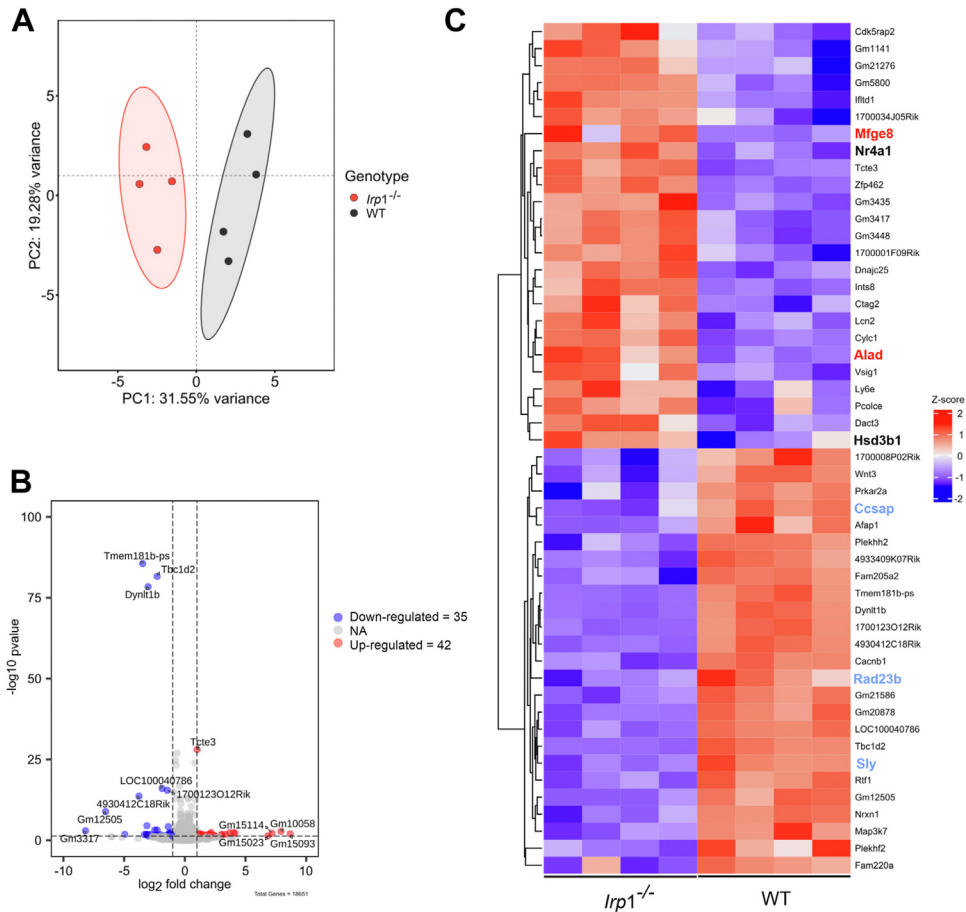 A
5
0
-5
PC2: 19.28% variance
-5
0
5
PC1: 31.55% variance
Genotype
Irp1-/-
WT
B
100
75
50
25
0
-log10 pvalue
Tmem181b-ps
Tbc1d2
Dynlt1b
Tcte3
LOC100040786
1700123O12Rik
4930412C18Rik
Gm12505
Gm3317
Gm15114
Gm10058
Gm15023
Gm15093
-10
-5
0
5
10
log2 fold change
Total Genes = 18651
Down-regulated = 35
NA
Up-regulated = 42
C
Cdk5rap2
Gm1141
Gm21276
Gm5800
Ifltd1
1700034J05Rik
Mfge8
Nr4a1
Tcte3
Zfp462
Gm3435
Gm3417
Gm3448
1700001F09Rik
Dnajc25
Ints8
Ctag2
Lcn2
Cylc1
Alad
Vsig1
Ly6e
Pcolce
Dact3
Hsd3b1
1700008P02Rik
Wnt3
Prkar2a
Ccsap
Afap1
Plekhh2
4933409K07Rik
Fam205a2
Tmem181b-ps
Dynlt1b
1700123O12Rik
4930412C18Rik
Cacnb1
Rad23b
Gm21586
Gm20878
LOC100040786
Tbc1d2
Sly
Rtf1
Gm12505
Nrxn1
Map3k7
Plekhf2
Fam220a
Irp1-/-
WT
Z-score
2
1
0
-1
-2